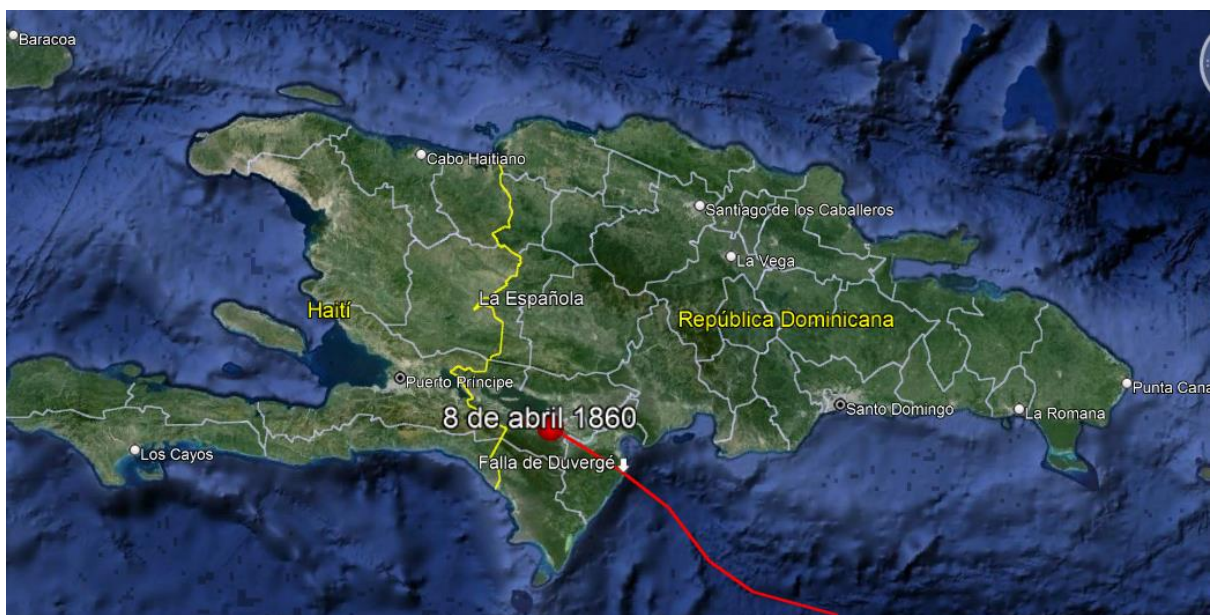 Baracoa
Cabo Haitiano
Santiago de los Caballeros
La Vega
La Española
Haití
República Dominicana
Puerto Príncipe
Punta Cana
8 de abril 1860
Santo Domingo
La Romana
Los Cayos
Falla de Duvergé